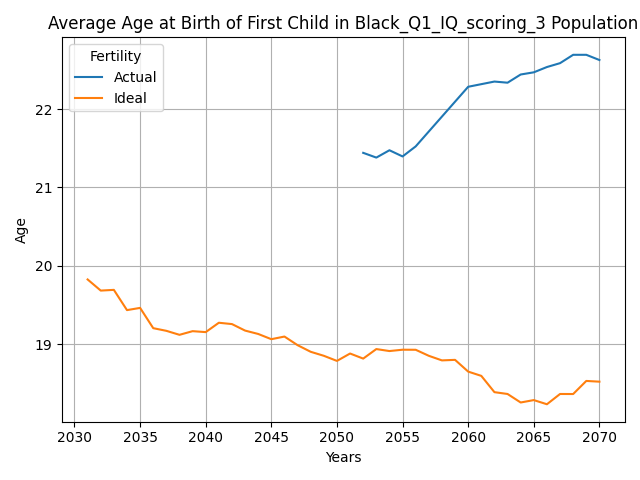 Average Age at Birth of First Child in Black_Q1_IQ_scoring_3 Population
Fertility
Actual
Ideal
22
21
20
19
Age
2030 2035 2040 2045 2050 2055 2060 2065 2070
Years